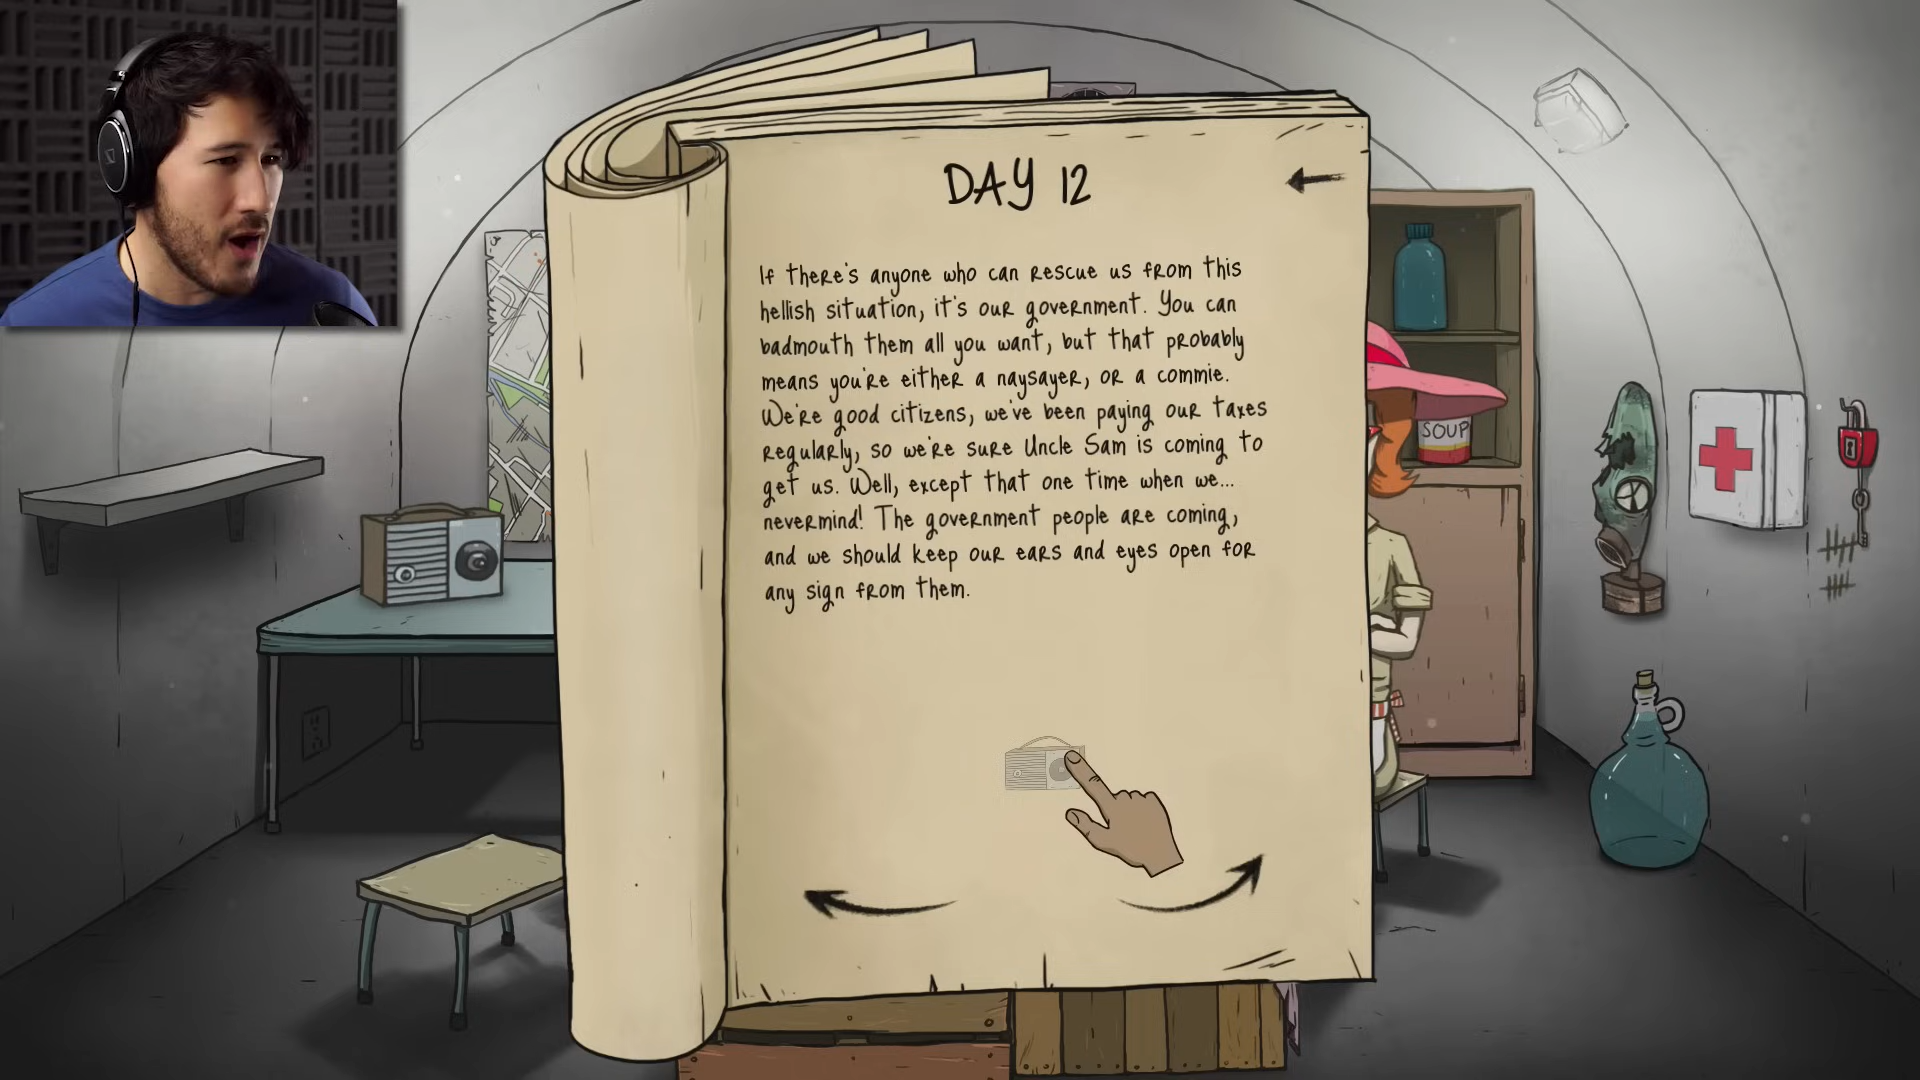 DAY 12
If there's anyone who can rescue us from this
hellish situation, it's our government. You can
badmouth them all you want, but that probably
means you're either a naysayer, or a commie.
We're good citizens, we've been paying our taxes
regularly, so we're sure Uncle Sam is coming to
get us. Well, except that one time when we...
nevermind! The government people are coming,
and we should keep our ears and eyes open for
any sign from them.
SOUP